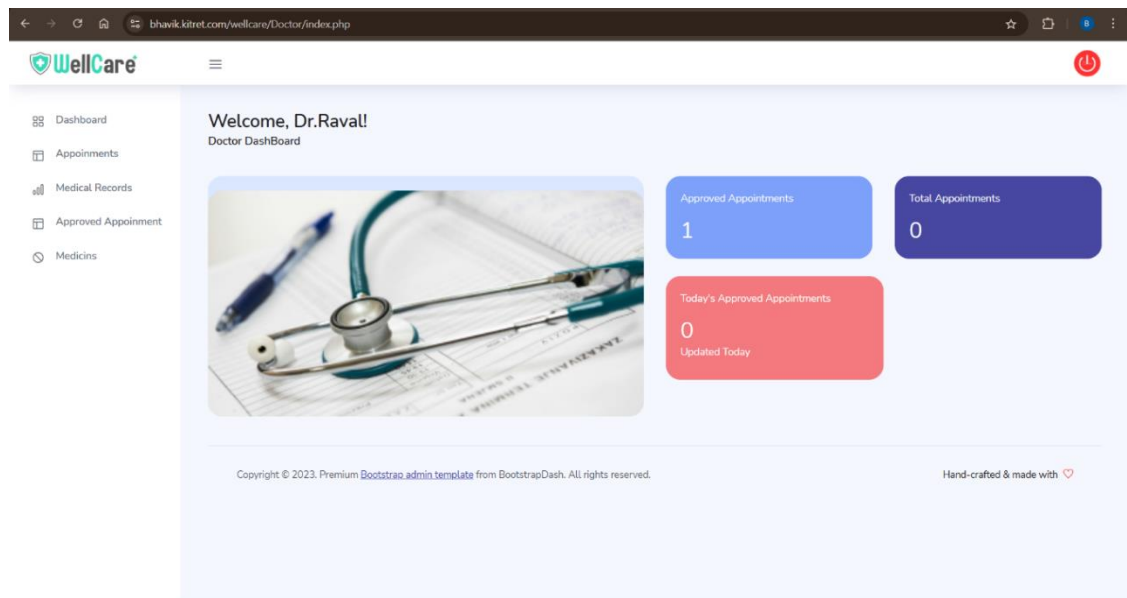 bhavik.kitret.com/wellcare/Doctor/index.php
B
WellCare
Dashboard
Appoinments
Medical Records
Approved Appoinment
Medicins
Welcome, Dr.Raval!
Doctor DashBoard
ZAKAZIVANJE TERMINA
Approved Appointments
1
Total Appointments
0
Today's Approved Appointments
0
Updated Today
Copyright © 2023. Premium Bootstrap admin template from BootstrapDash. All rights reserved.
Hand-crafted & made with ♡